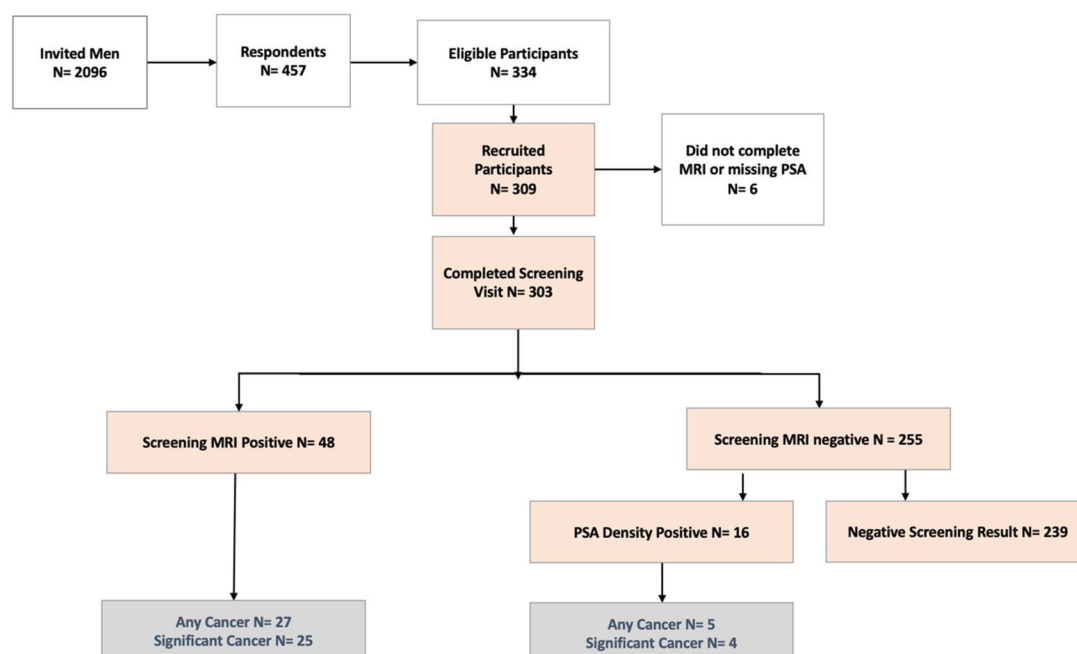 Invited Men
N= 2096
Respondents
N= 457
Eligible Participants
N= 334
Recruited
Participants
N= 309
Did not complete
MRI or missing PSA
N= 6
Completed Screening
Visit N= 303
Screening MRI Positive N= 48
Screening MRI negative N = 255
PSA Density Positive N= 16
Negative Screening Result N= 239
Any Cancer N= 27
Significant Cancer N= 25
Any Cancer N= 5
Significant Cancer N= 4